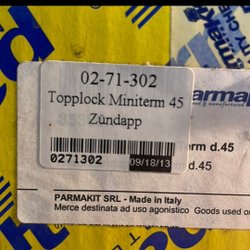 02-71-302
Topplock Miniterm 45
Zündapp
0271302
09/18/13
Parmak
m d.45
.45
PARMAKIT SRL - Made in Italy
Merce destinata ad uso agonistico Goods used o